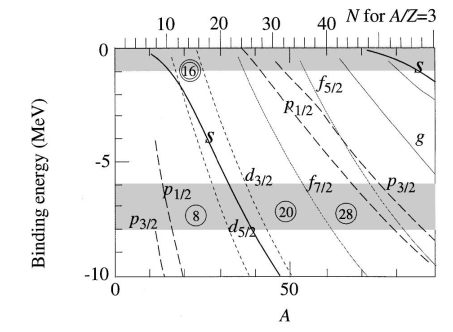 N for A/Z=3
10 20 30 40
Binding energy (MeV)
0
-5
-10
16
s
f5/2
p1/2
s
g
d3/2
p1/2
f7/2
p3/2
p3/2
8
d5/2
20
28
0
50
A